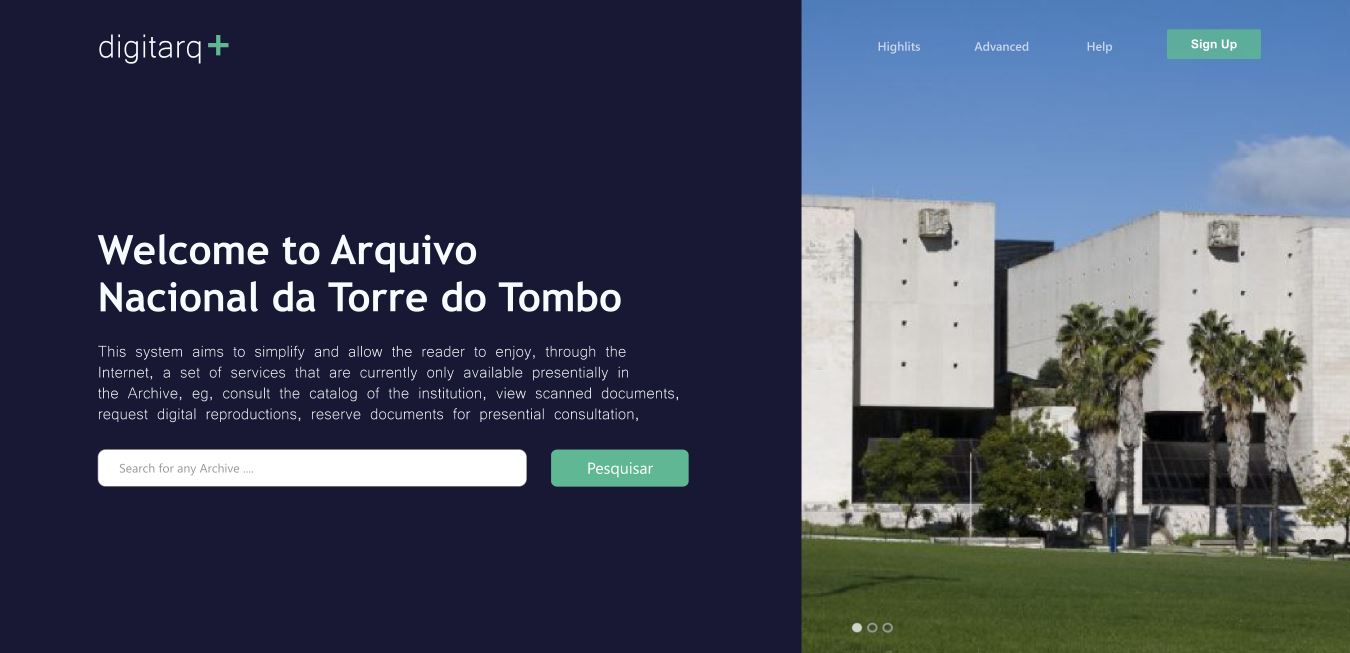 digitarq+
Highlits Advanced Help Sign Up
Welcome to Arquivo
Nacional da Torre do Tombo
This system aims to simplify and allow the reader to enjoy, through the
Internet, a set of services that are currently only available presentially in
the Archive, eg, consult the catalog of the institution, view scanned documents,
request digital reproductions, reserve documents for presential consultation,
Search for any Archive ....
Pesquisar